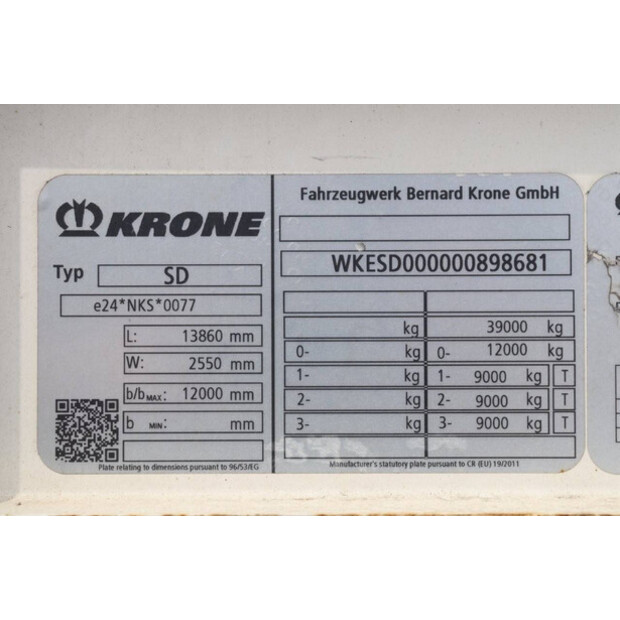 KRONE
Typ SD
e24*NKS*0077
L: 13860 mm
W: 2550 mm
b/b MAX: 12000 mm
b MIN: mm
Plate relating to dimensions pursuant to 96/53/EG
Fahrzeugwerk Bernard Krone GmbH
WKESD000000898681
kg 39000 kg
0- kg 0- 12000 kg
1- kg 1- 9000 kg T
2- kg 2- 9000 kg T
3- kg 3- 9000 kg T
Manufacturer's statutory plate pursuant to CR (EU) 19/2011